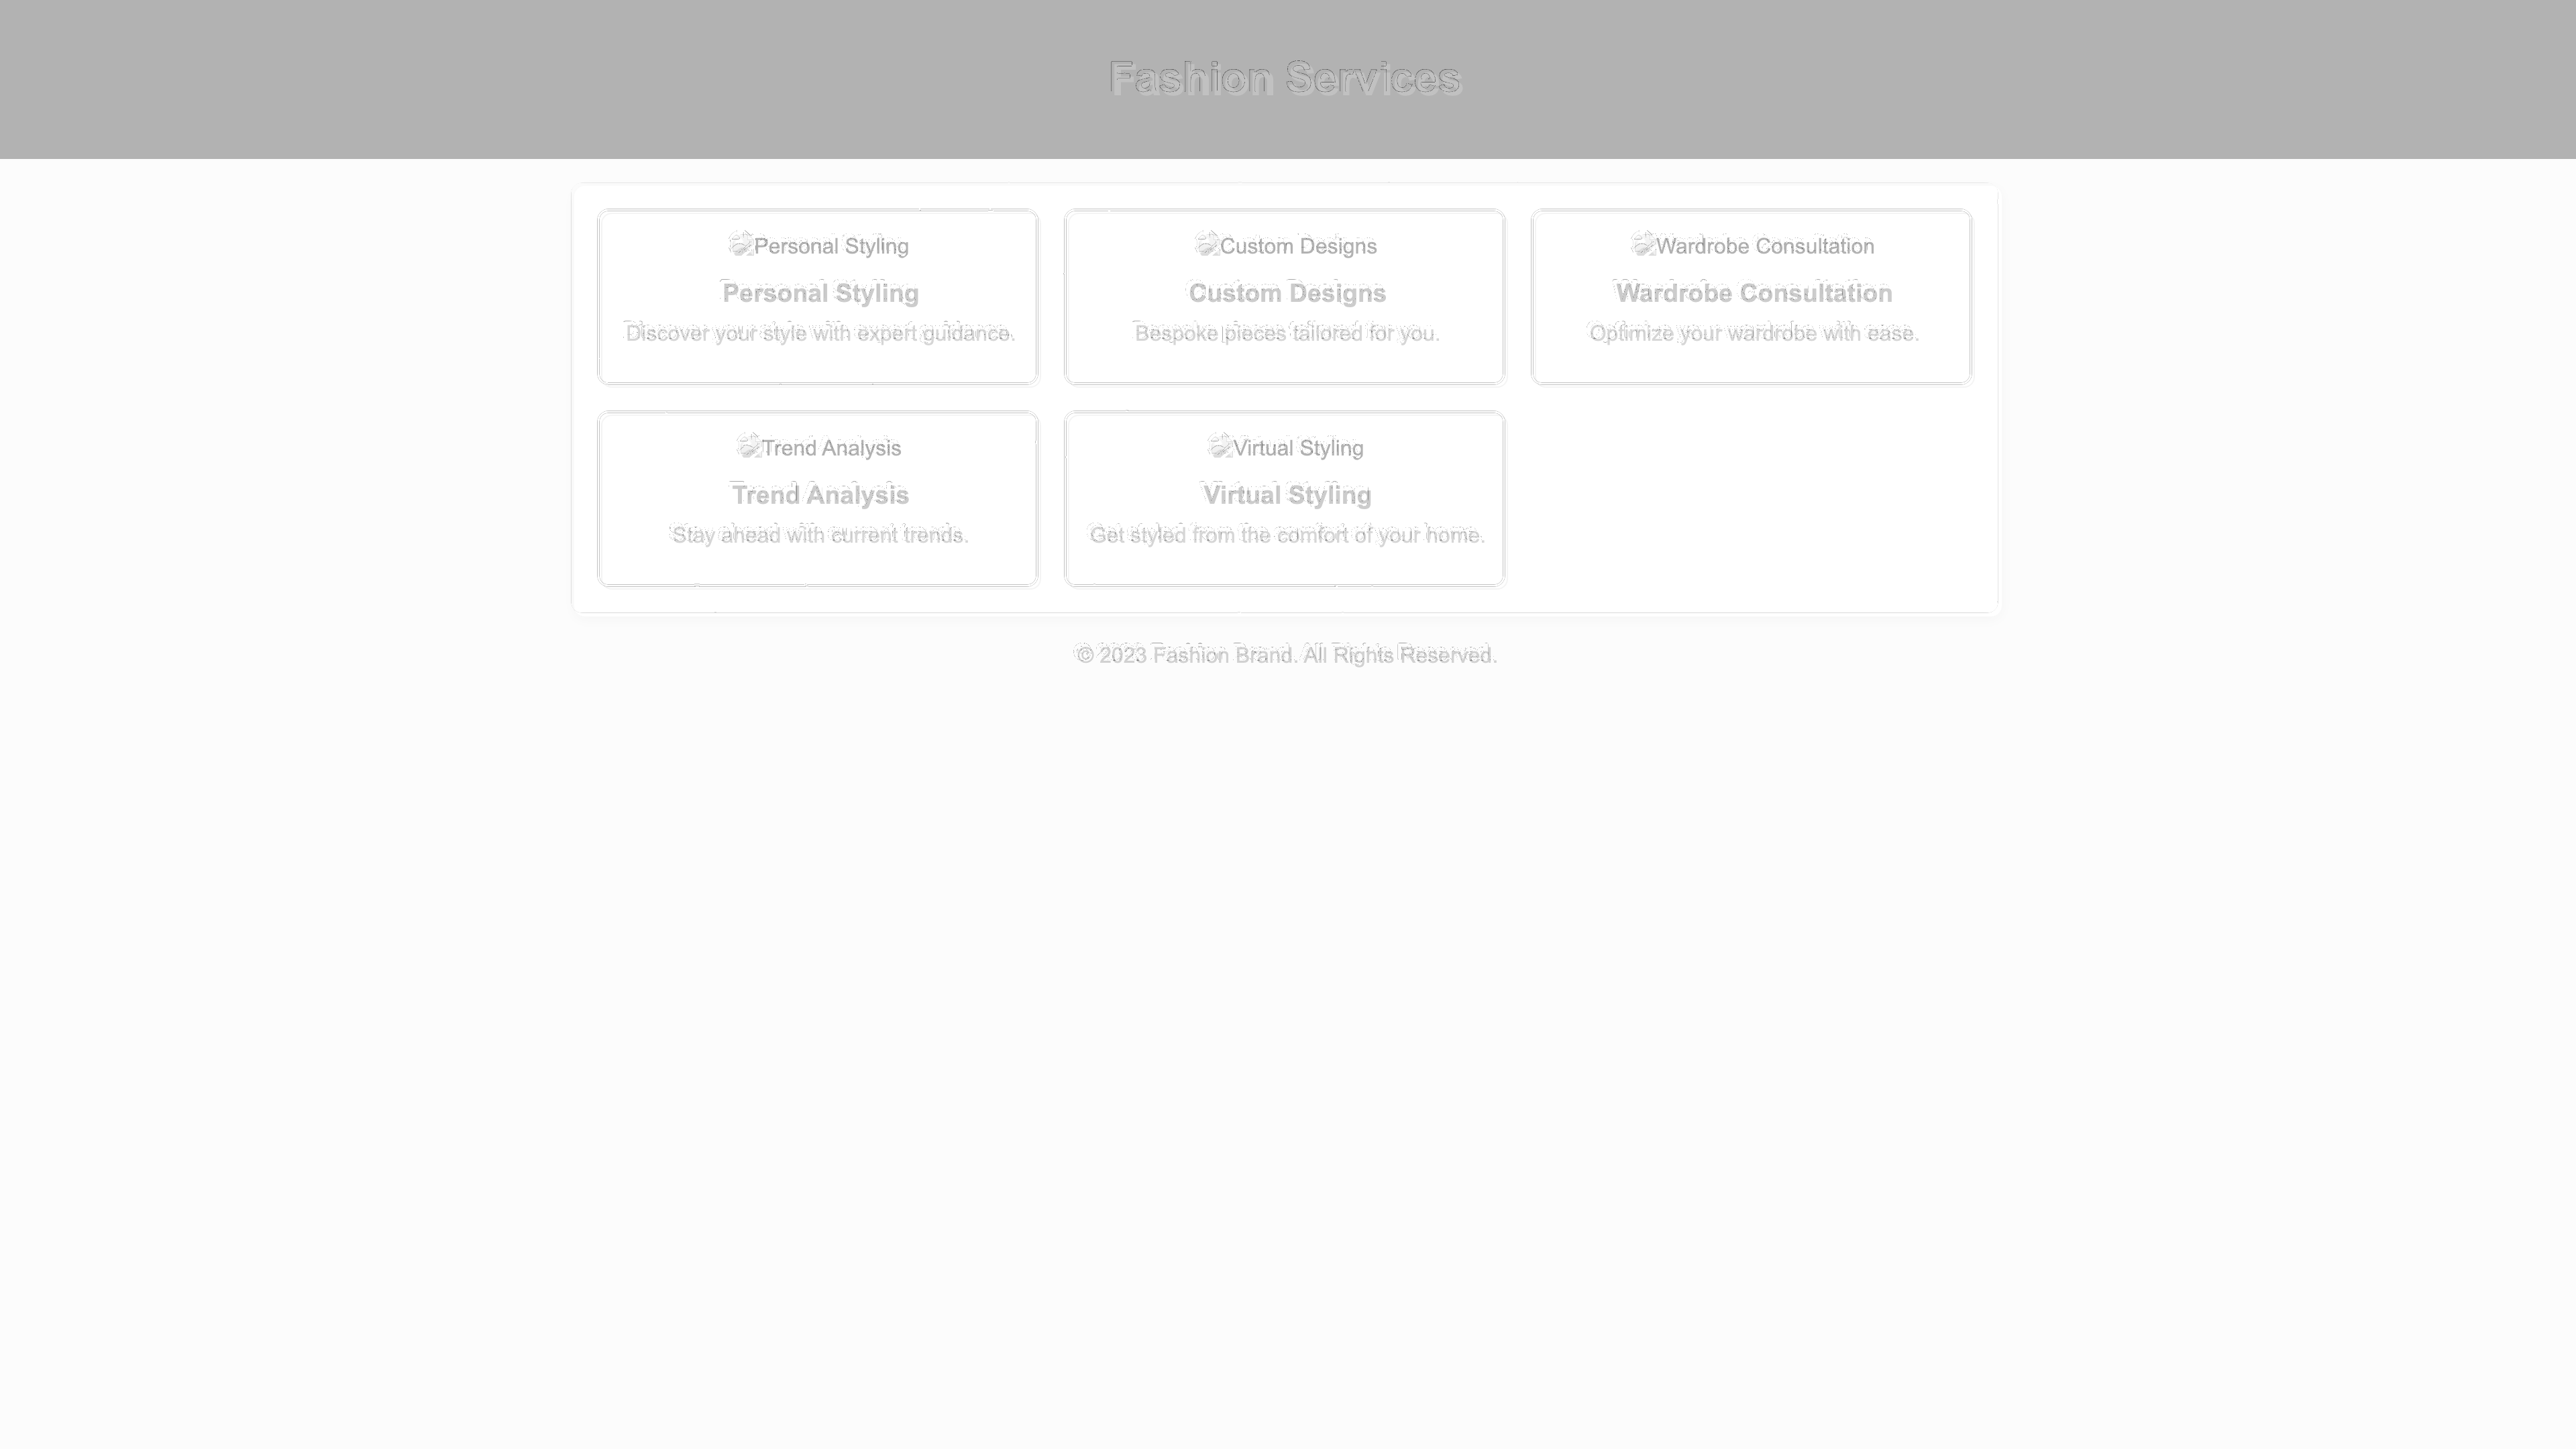 Fashion Services
Personal Styling
Personal Styling
Discover your style with expert guidance.
Custom Designs
Custom Designs
Bespoke pieces tailored for you.
Wardrobe Consultation
Wardrobe Consultation
Optimize your wardrobe with ease.
Trend Analysis
Trend Analysis
Stay ahead with current trends.
Virtual Styling
Virtual Styling
Get styled from the comfort of your home.
© 2023 Fashion Brand. All Rights Reserved.